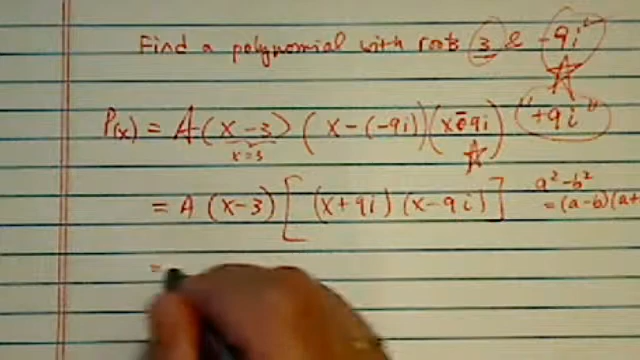 Find a polynomial with roots 3 & -9i
P(x) = A (x-3) (x-(-9i)) (x-9i) "+9i"
x=3
= A (x-3) [ (x+9i) (x-9i) ] a²-b²
= (a-b)(a+
=